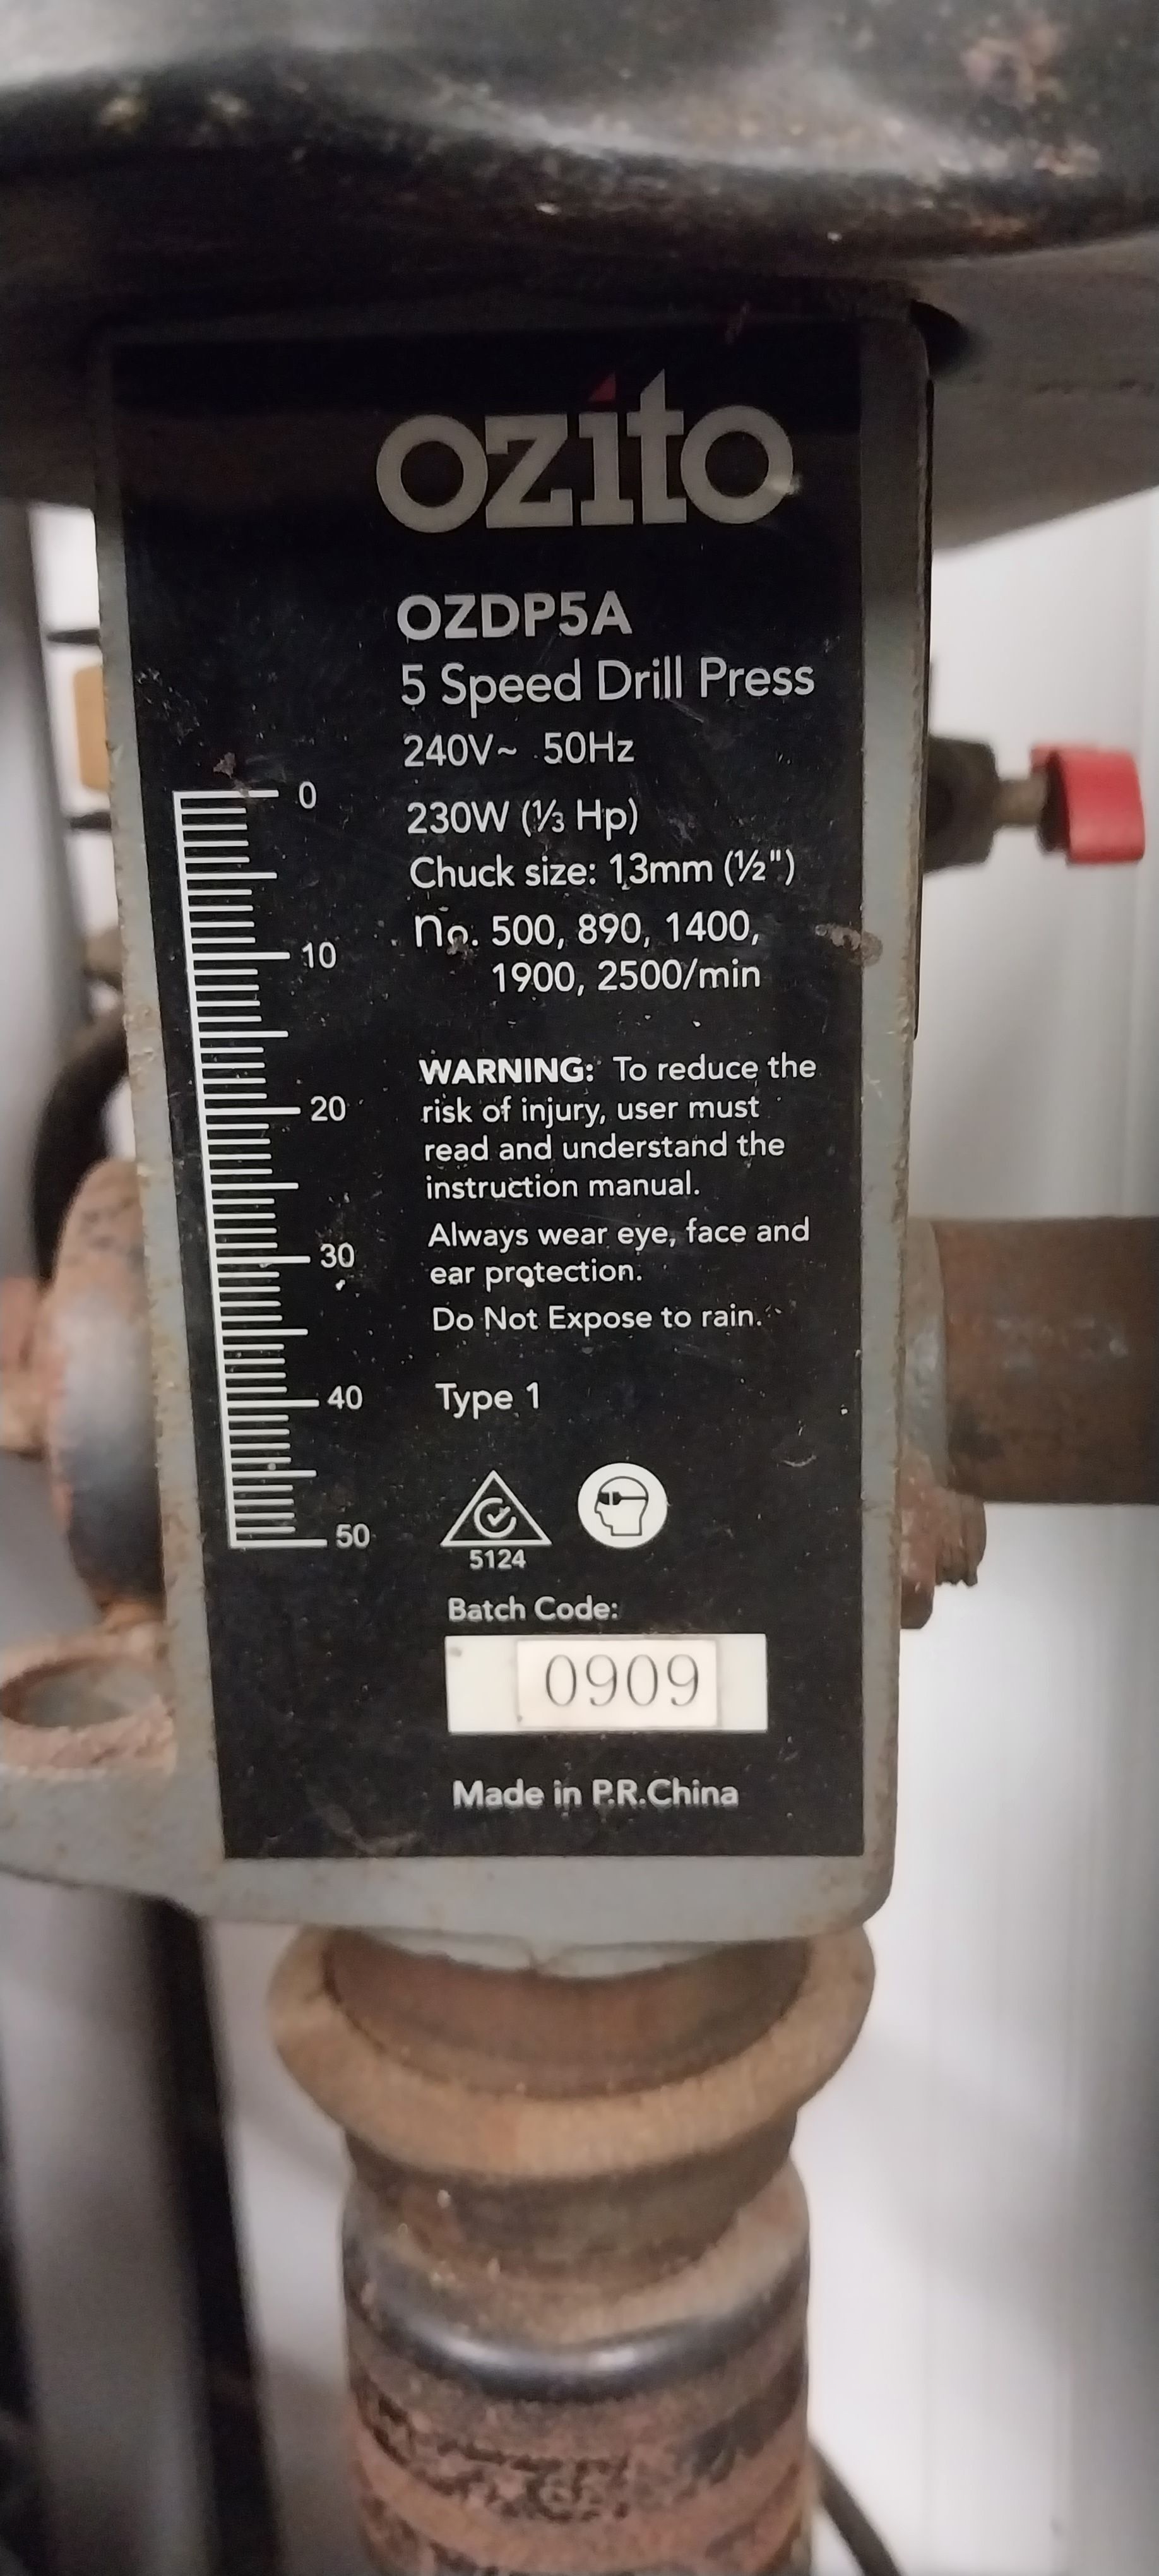 ozito
OZDP5A
5 Speed Drill Press
240V~ 50Hz
230W (⅓ Hp)
Chuck size: 13mm (½")
no. 500, 890, 1400,
1900, 2500/min
0
10
20
30
40
50
WARNING: To reduce the
risk of injury, user must
read and understand the
instruction manual.
Always wear eye, face and
ear protection.
Do Not Expose to rain.
Type 1
5124
Batch Code:
0909
Made in P.R.China